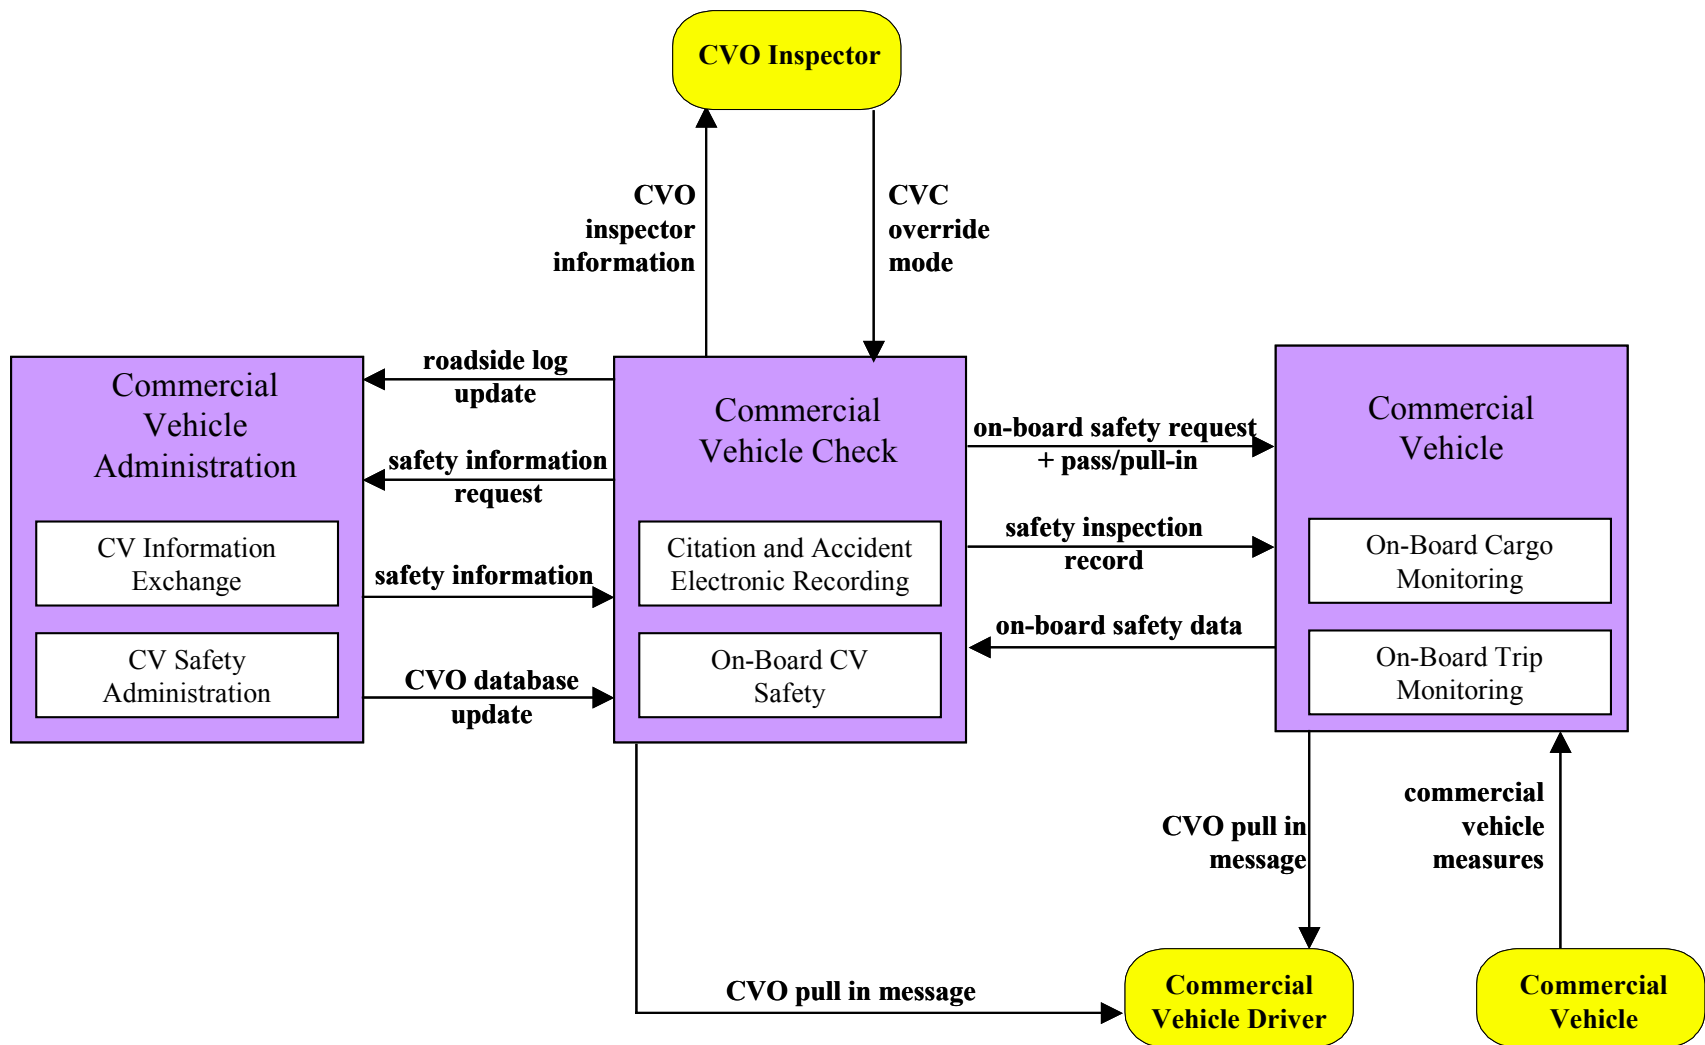 CVO Inspector
CVO
inspector
information
CVC
override
mode
Commercial
Vehicle
Administration
CV Information
Exchange
CV Safety
Administration
roadside log
update
safety information
request
safety information
CVO database
update
Commercial
Vehicle Check
Citation and Accident
Electronic Recording
On-Board CV
Safety
on-board safety request
+ pass/pull-in
safety inspection
record
on-board safety data
Commercial
Vehicle
On-Board Cargo
Monitoring
On-Board Trip
Monitoring
CVO pull in
message
commercial
vehicle
measures
CVO pull in message
Commercial
Vehicle Driver
Commercial
Vehicle